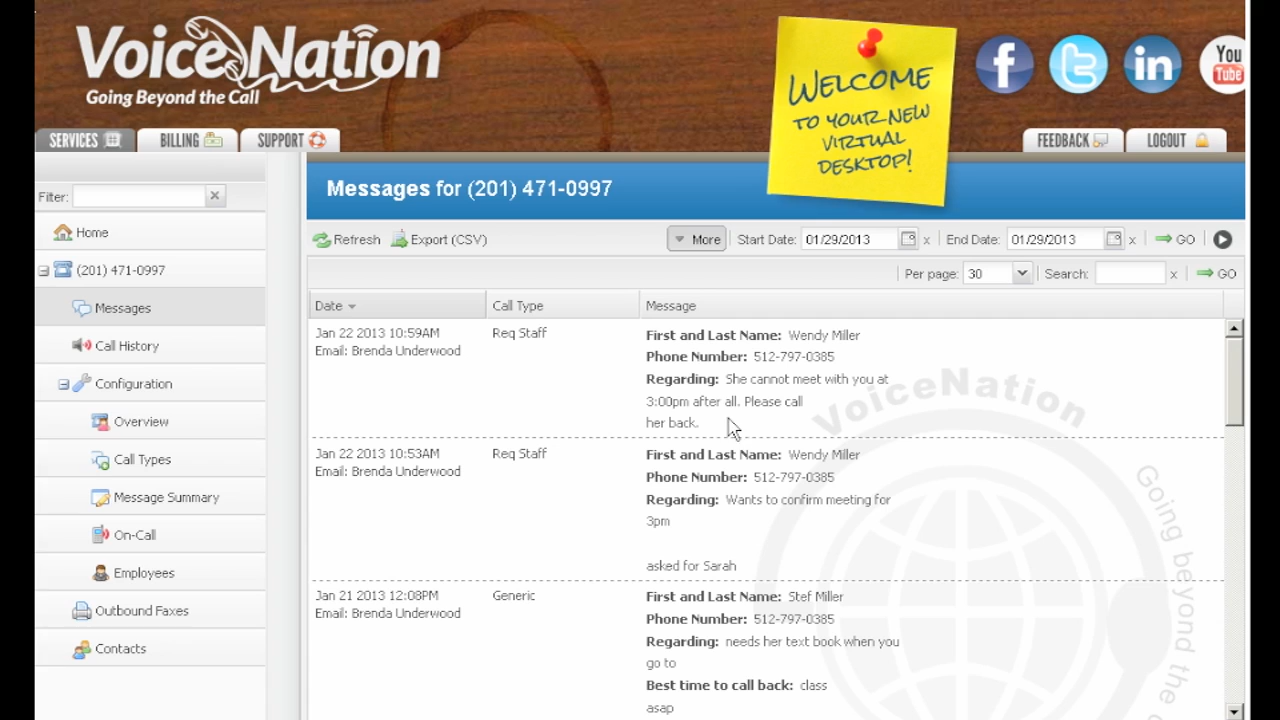 VoiceNation
Going Beyond the Call
WELCOME
TO YOUR NEW
VIRTUAL
DESKTOP!
f
t
in
You
Tube
SERVICES
BILLING
SUPPORT
FEEDBACK
LOGOUT
Filter:
Home
(201) 471-0997
Messages
Call History
Configuration
Overview
Call Types
Message Summary
On-Call
Employees
Outbound Faxes
Contacts
Messages for (201) 471-0997
Refresh Export (CSV) More Start Date: 01/29/2013 x End Date: 01/29/2013 x GO
Per page: 30 Search: x GO
Date Call Type Message
Jan 22 2013 10:59AM Req Staff First and Last Name: Wendy Miller
Email: Brenda Underwood Phone Number: 512-797-0385
Regarding: She cannot meet with you at
3:00pm after all. Please call
her back.
Jan 22 2013 10:53AM Req Staff First and Last Name: Wendy Miller
Email: Brenda Underwood Phone Number: 512-797-0385
Regarding: Wants to confirm meeting for
3pm
asked for Sarah
Jan 21 2013 12:08PM Generic First and Last Name: Stef Miller
Email: Brenda Underwood Phone Number: 512-797-0385
Regarding: needs her text book when you
go to
Best time to call back: class
asap
VoiceNation
Going beyond the